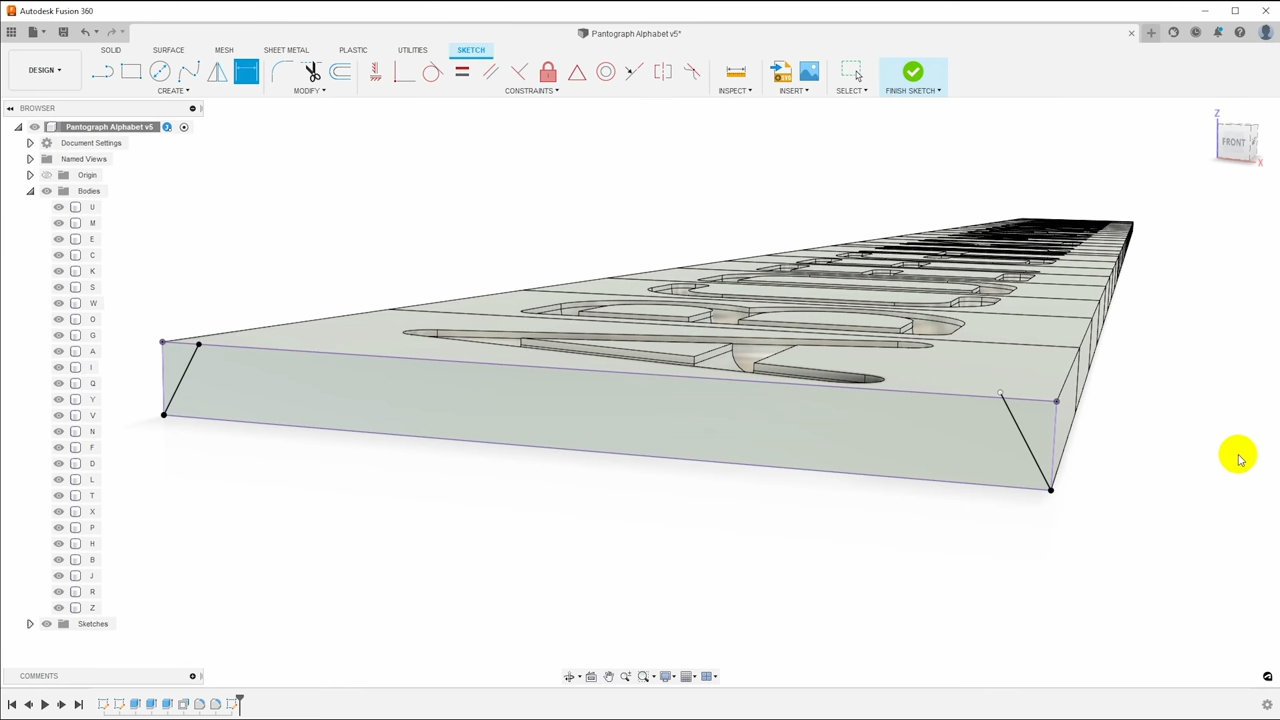 Autodesk Fusion 360
Pantograph Alphabet v5*
DESIGN
SOLID SURFACE MESH SHEET METAL PLASTIC UTILITIES SKETCH
CREATE MODIFY CONSTRAINTS INSPECT INSERT SELECT FINISH SKETCH
BROWSER
Pantograph Alphabet v5
Document Settings
Named Views
Origin
Bodies
U
M
E
C
K
S
W
O
G
A
I
Q
Y
V
N
F
D
L
T
X
P
H
B
J
R
Z
Sketches
Z
FRONT
X
COMMENTS